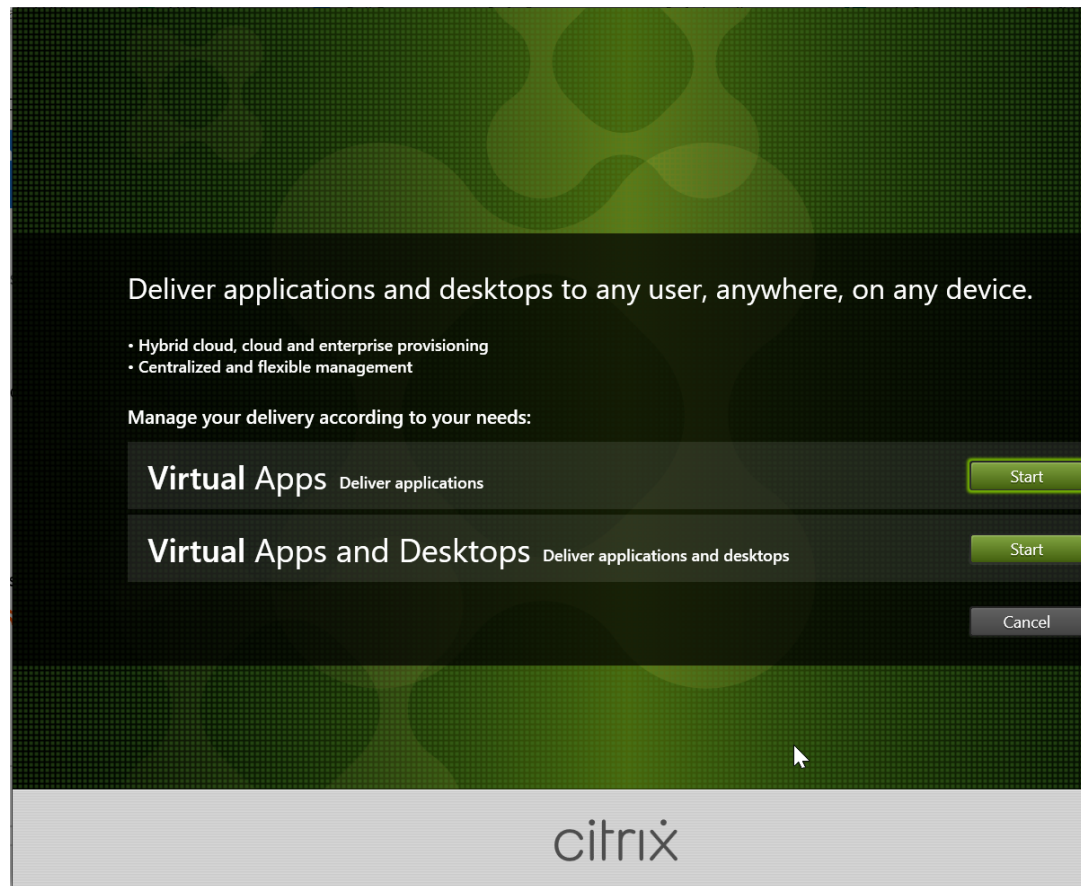 Deliver applications and desktops to any user, anywhere, on any device.
• Hybrid cloud, cloud and enterprise provisioning
• Centralized and flexible management
Manage your delivery according to your needs:
Virtual Apps Deliver applications Start
Virtual Apps and Desktops Deliver applications and desktops Start
Cancel
citrix